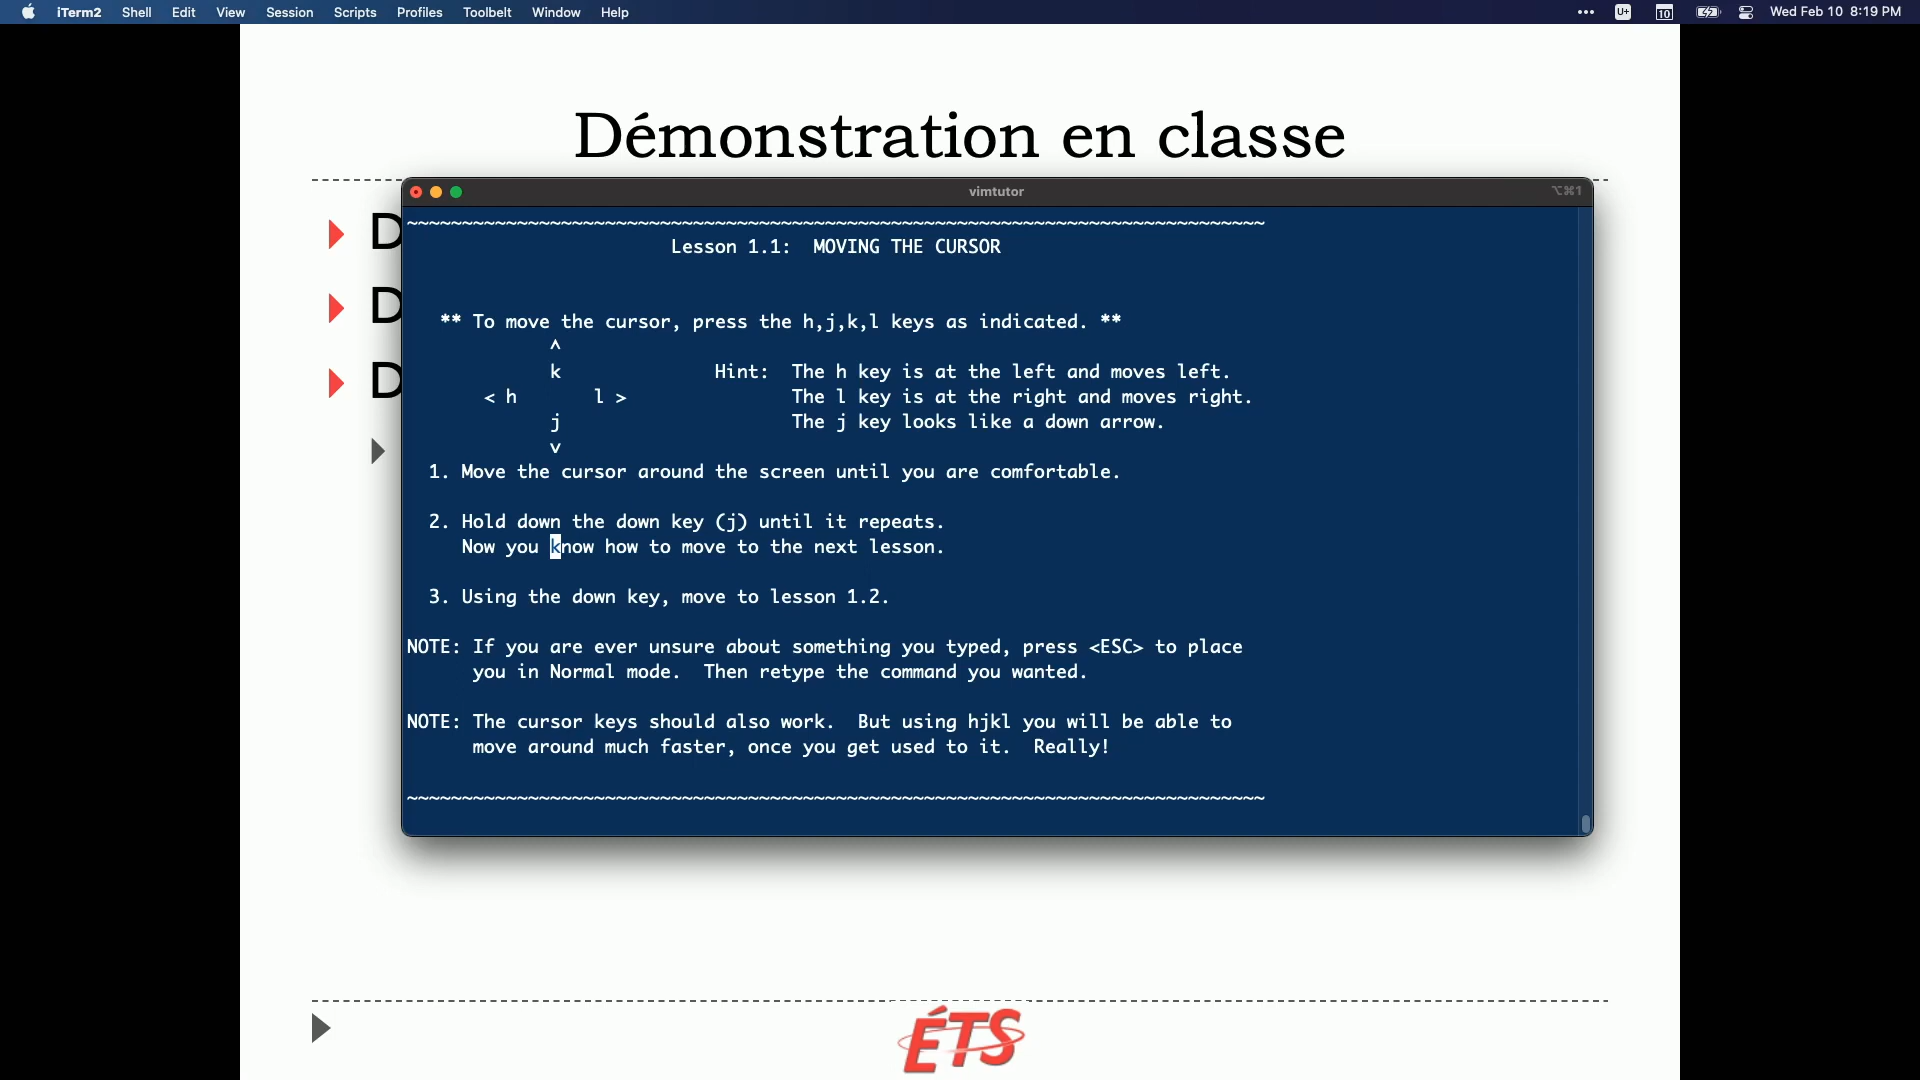 iTerm2 Shell Edit View Session Scripts Profiles Toolbelt Window Help U+ 10 Wed Feb 10 8:19 PM
Démonstration en classe
vimtutor ⌥⌘1
D
D
D
~~~~~~~~~~~~~~~~~~~~~~~~~~~~~~~~~~~~~~~~~~~~~~~~~~~~~~~~~~~~~~~~~~~~~~~~~~~~~~
Lesson 1.1:  MOVING THE CURSOR
** To move the cursor, press the h,j,k,l keys as indicated. **
^
k              Hint:  The h key is at the left and moves left.
< h       l >               The l key is at the right and moves right.
j                     The j key looks like a down arrow.
v
1. Move the cursor around the screen until you are comfortable.
2. Hold down the down key (j) until it repeats.
Now you know how to move to the next lesson.
3. Using the down key, move to lesson 1.2.
NOTE: If you are ever unsure about something you typed, press <ESC> to place
you in Normal mode.  Then retype the command you wanted.
NOTE: The cursor keys should also work.  But using hjkl you will be able to
move around much faster, once you get used to it.  Really!
~~~~~~~~~~~~~~~~~~~~~~~~~~~~~~~~~~~~~~~~~~~~~~~~~~~~~~~~~~~~~~~~~~~~~~~~~~~~~~
ÉTS